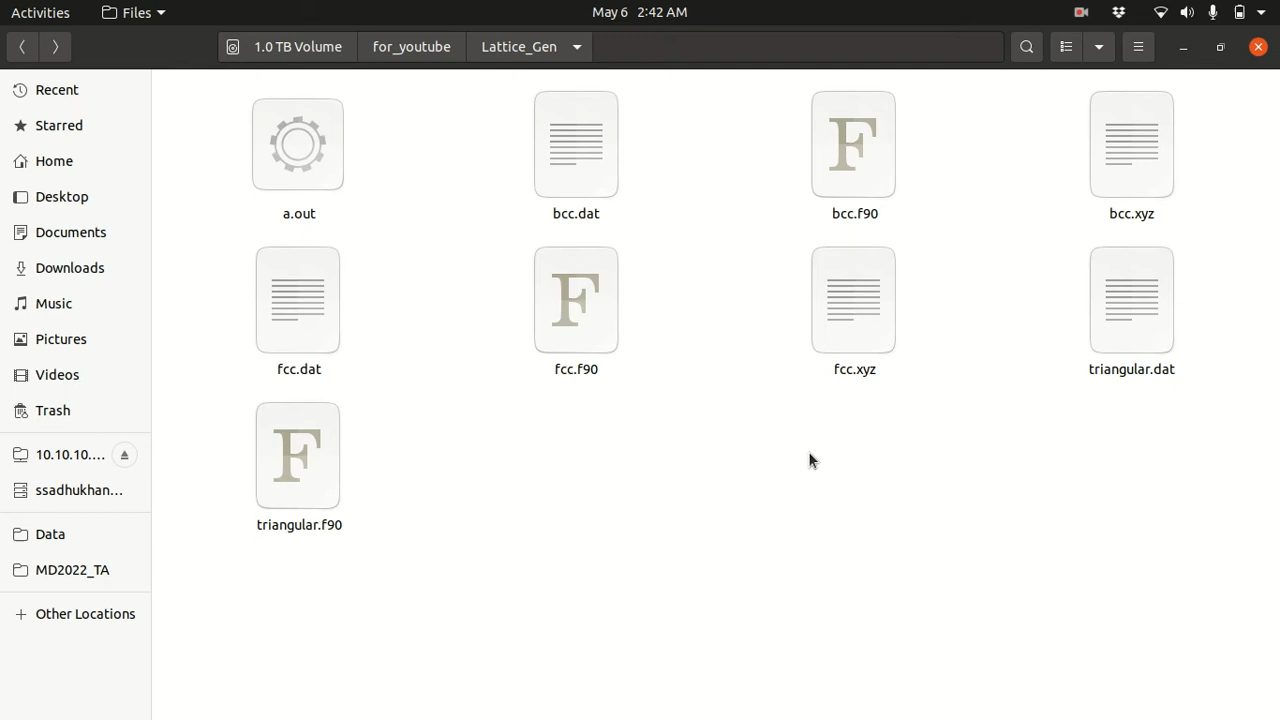 Activities Files May 6 2:42 AM
1.0 TB Volume for_youtube Lattice_Gen
Recent
Starred
Home
Desktop
Documents
Downloads
Music
Pictures
Videos
Trash
10.10.10....
ssadhukhan...
Data
MD2022_TA
Other Locations
a.out bcc.dat bcc.f90 bcc.xyz
fcc.dat fcc.f90 fcc.xyz triangular.dat
triangular.f90
F
F
F